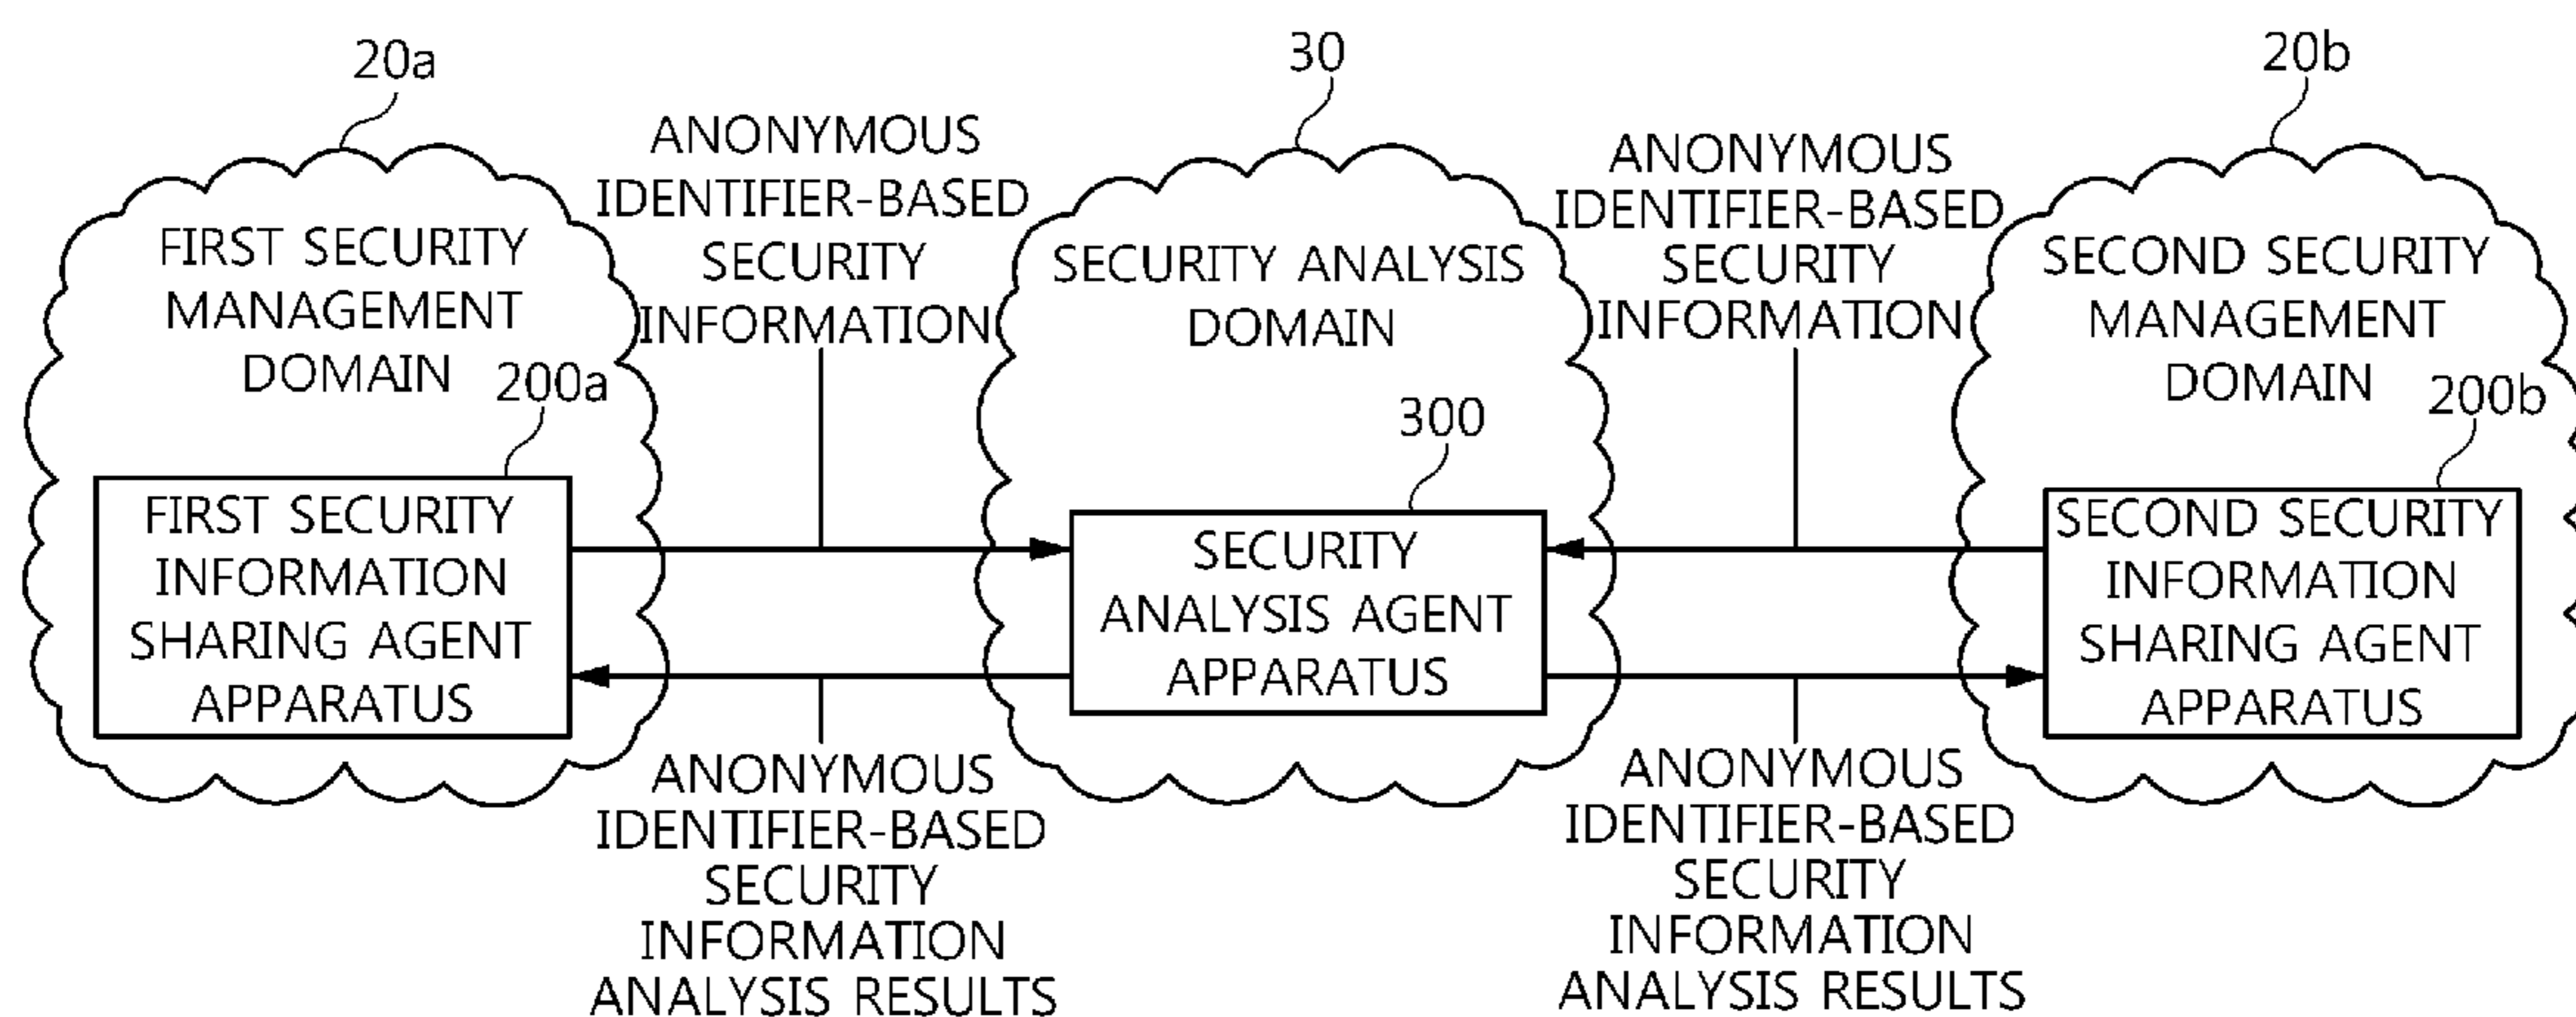 20a
30
20b
ANONYMOUS
IDENTIFIER-BASED
SECURITY
INFORMATION
ANONYMOUS
IDENTIFIER-BASED
SECURITY
INFORMATION
FIRST SECURITY
MANAGEMENT
DOMAIN
SECURITY ANALYSIS
DOMAIN
SECOND SECURITY
MANAGEMENT
DOMAIN
200a
300
200b
FIRST SECURITY
INFORMATION
SHARING AGENT
APPARATUS
SECURITY
ANALYSIS AGENT
APPARATUS
SECOND SECURITY
INFORMATION
SHARING AGENT
APPARATUS
ANONYMOUS
IDENTIFIER-BASED
SECURITY
INFORMATION
ANALYSIS RESULTS
ANONYMOUS
IDENTIFIER-BASED
SECURITY
INFORMATION
ANALYSIS RESULTS